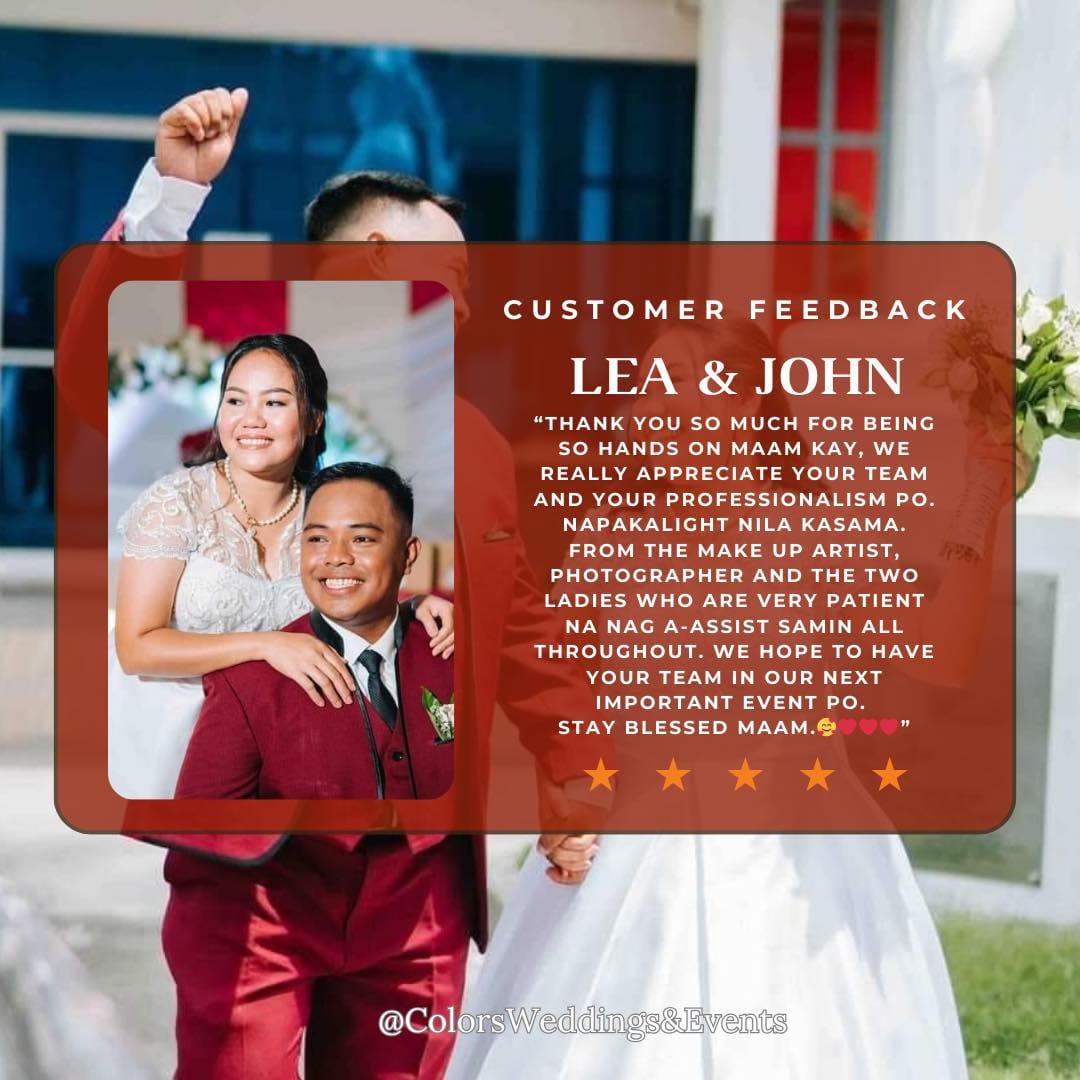 CUSTOMER FEEDBACK
LEA & JOHN
“THANK YOU SO MUCH FOR BEING
SO HANDS ON MAAM KAY, WE
REALLY APPRECIATE YOUR TEAM
AND YOUR PROFESSIONALISM PO.
NAPAKALIGHT NILA KASAMA.
FROM THE MAKE UP ARTIST,
PHOTOGRAPHER AND THE TWO
LADIES WHO ARE VERY PATIENT
NA NAG A-ASSIST SAMIN ALL
THROUGHOUT. WE HOPE TO HAVE
YOUR TEAM IN OUR NEXT
IMPORTANT EVENT PO.
STAY BLESSED MAAM.🥰❤️❤️❤️”
@ColorsWeddings&Events